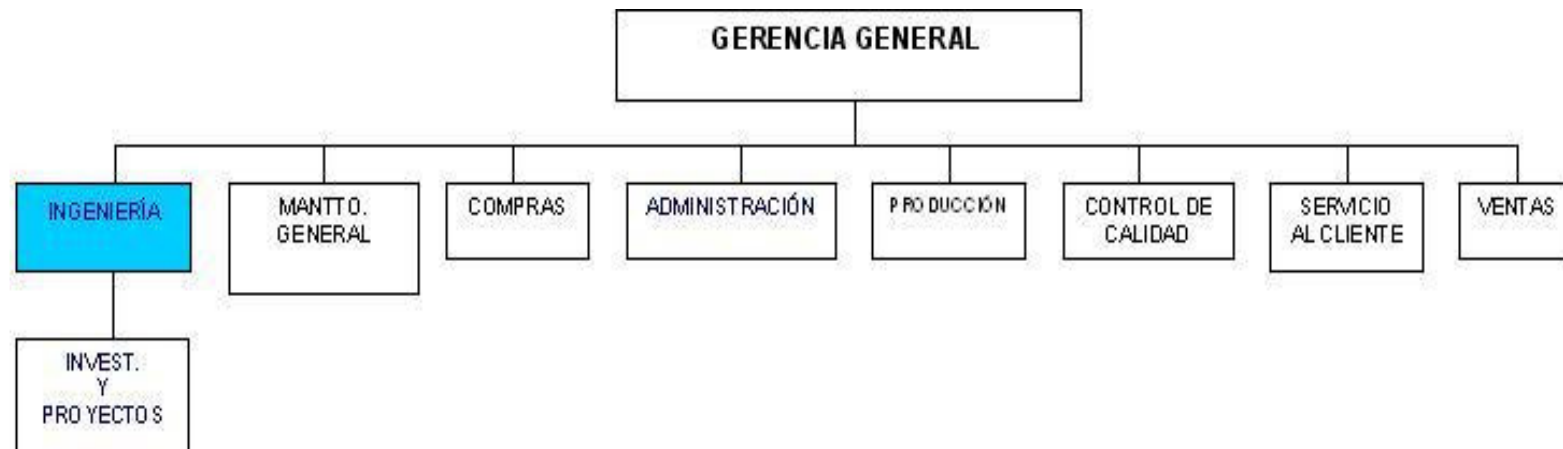 GERENCIA GENERAL
INGENIERÍA
MANTTO.
GENERAL
COMPRAS
ADMINISTRACIÓN
PRODUCCIÓN
CONTROL DE
CALIDAD
SERVICIO
AL CLIENTE
VENTAS
INVEST.
Y
PROYECTOS